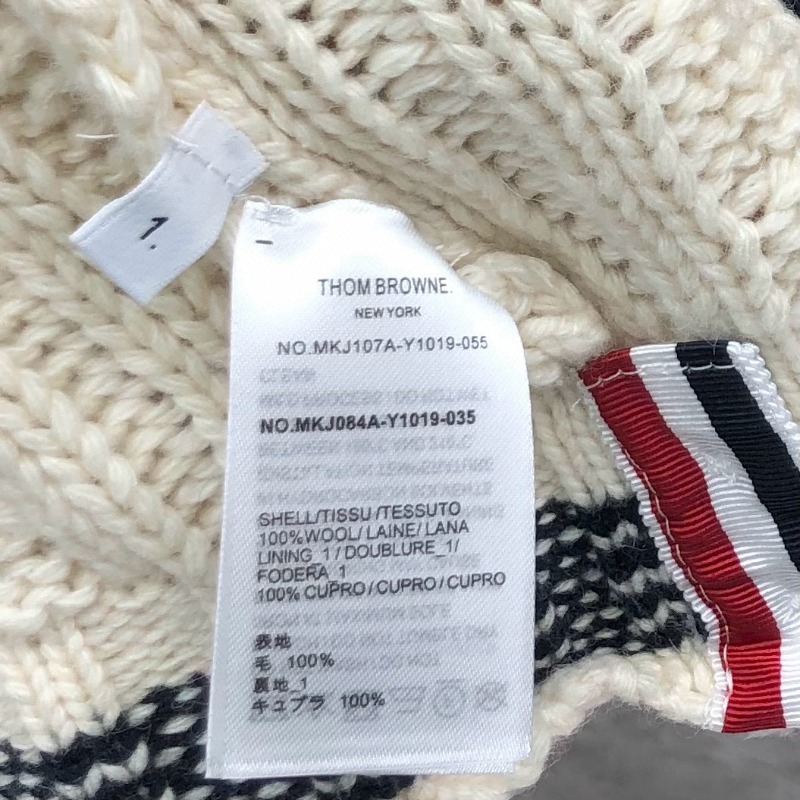 1.
THOM BROWNE.
NEW YORK
NO.MKJ107A-Y1019-055
NO.MKJ084A-Y1019-035
SHELL/TISSU/TESSUTO
100%WOOL/LAINE/LANA
LINING_1/DOUBLURE_1/
FODERA_1
100% CUPRO/CUPRO/CUPRO
表地
毛 100%
裏地_1
キュプラ 100%